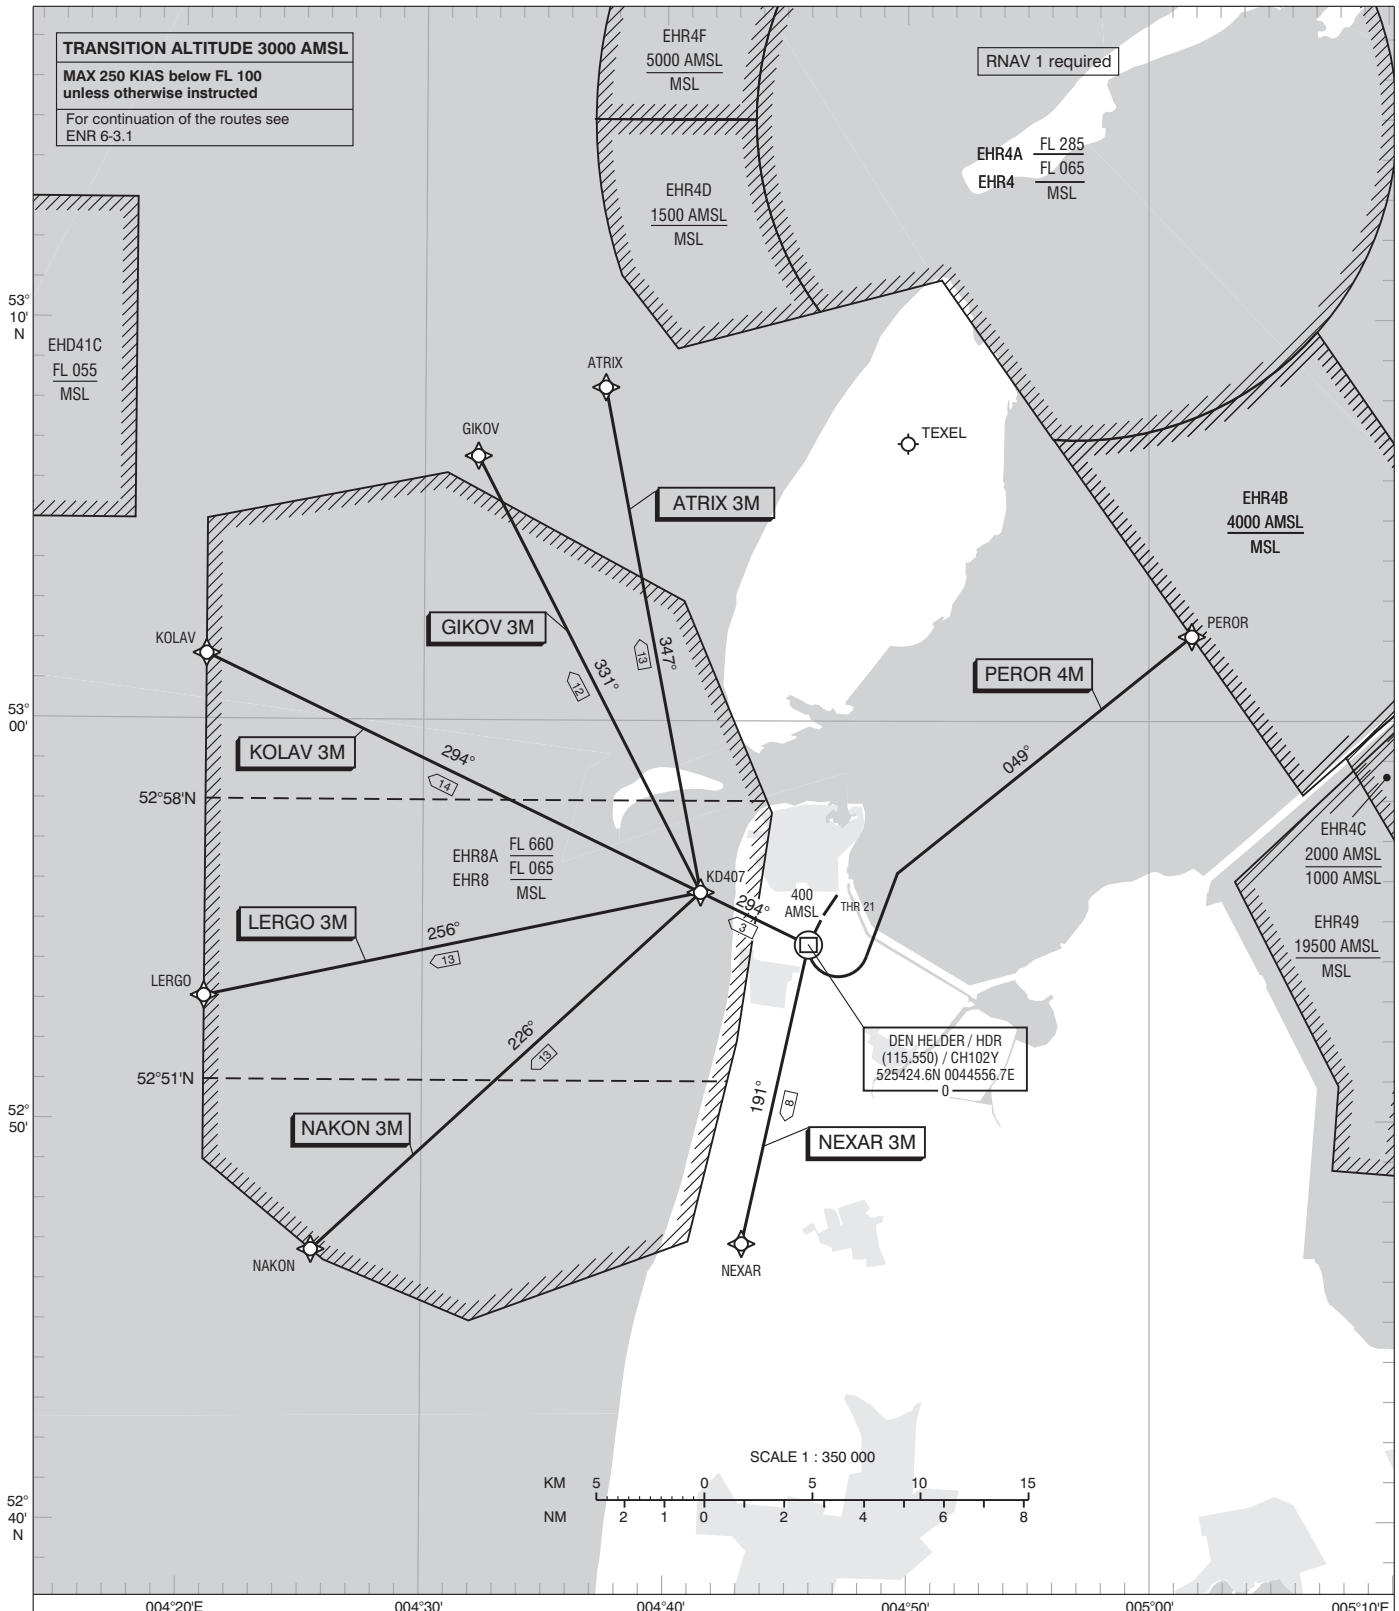 TRANSITION ALTITUDE 3000 AMSL
MAX 250 KIAS below FL 100
unless otherwise instructed
For continuation of the routes see
ENR 6-3.1
EHR4F
5000 AMSL
MSL
RNAV 1 required
EHR4A FL 285
FL 065
EHR4
MSL
EHR4D
1500 AMSL
MSL
53°
10'
N
EHD41C
FL 055
MSL
ATRIX
GIKOV
TEXEL
ATRIX 3M
EHR4B
4000 AMSL
MSL
GIKOV 3M
KOLAV
PEROR
13
347°
331°
12
PEROR 4M
53°
00'
KOLAV 3M
294°
14
049°
52°58'N
EHR4C
2000 AMSL
1000 AMSL
EHR8A FL 660
FL 065
EHR8
MSL
KD407
294°
3
400
AMSL
THR 21
LERGO 3M
256°
13
EHR49
19500 AMSL
MSL
LERGO
226°
13
DEN HELDER / HDR
(115.550) / CH102Y
525424.6N 0044556.7E
0
52°51'N
191°
8
52°
50'
NAKON 3M
NEXAR 3M
NAKON
NEXAR
SCALE 1 : 350 000
KM 5 0 5 10 15
NM 2 1 0 2 4 6 8
52°
40'
N
004°20'E 004°30' 004°40' 004°50' 005°00' 005°10'E